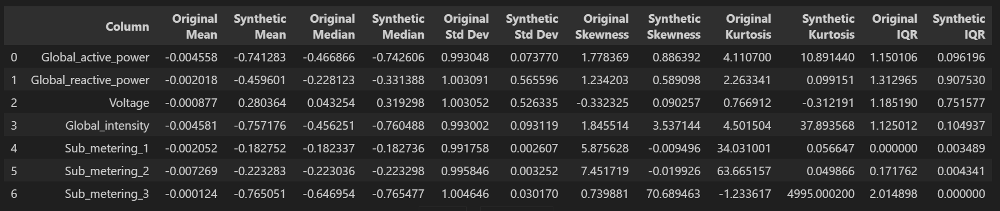 Column Original Mean Synthetic Mean Original Median Synthetic Median Original Std Dev Synthetic Std Dev Original Skewness Synthetic Skewness Original Kurtosis Synthetic Kurtosis Original IQR Synthetic IQR
0 Global_active_power -0.004558 -0.741283 -0.466866 -0.742606 0.993048 0.073770 1.778369 0.886392 4.110700 10.891440 1.150106 0.096196
1 Global_reactive_power -0.002018 -0.459601 -0.228123 -0.331388 1.003091 0.565596 1.234203 0.589098 2.263341 0.099151 1.312965 0.907530
2 Voltage -0.000877 0.280364 0.043254 0.319298 1.003052 0.526335 -0.332325 0.090257 0.766912 -0.312191 1.185190 0.751577
3 Global_intensity -0.004581 -0.757176 -0.456251 -0.760488 0.993002 0.093119 1.845514 3.537144 4.501504 37.893568 1.125012 0.104937
4 Sub_metering_1 -0.002052 -0.182752 -0.182337 -0.182736 0.991758 0.002607 5.875628 -0.009496 34.031001 0.056647 0.000000 0.003489
5 Sub_metering_2 -0.007269 -0.223283 -0.223036 -0.223298 0.995846 0.003252 7.451719 -0.019926 63.665157 0.049866 0.171762 0.004341
6 Sub_metering_3 -0.000124 -0.765051 -0.646954 -0.765477 1.004646 0.030170 0.739881 70.689463 -1.233617 4995.000200 2.014898 0.000000